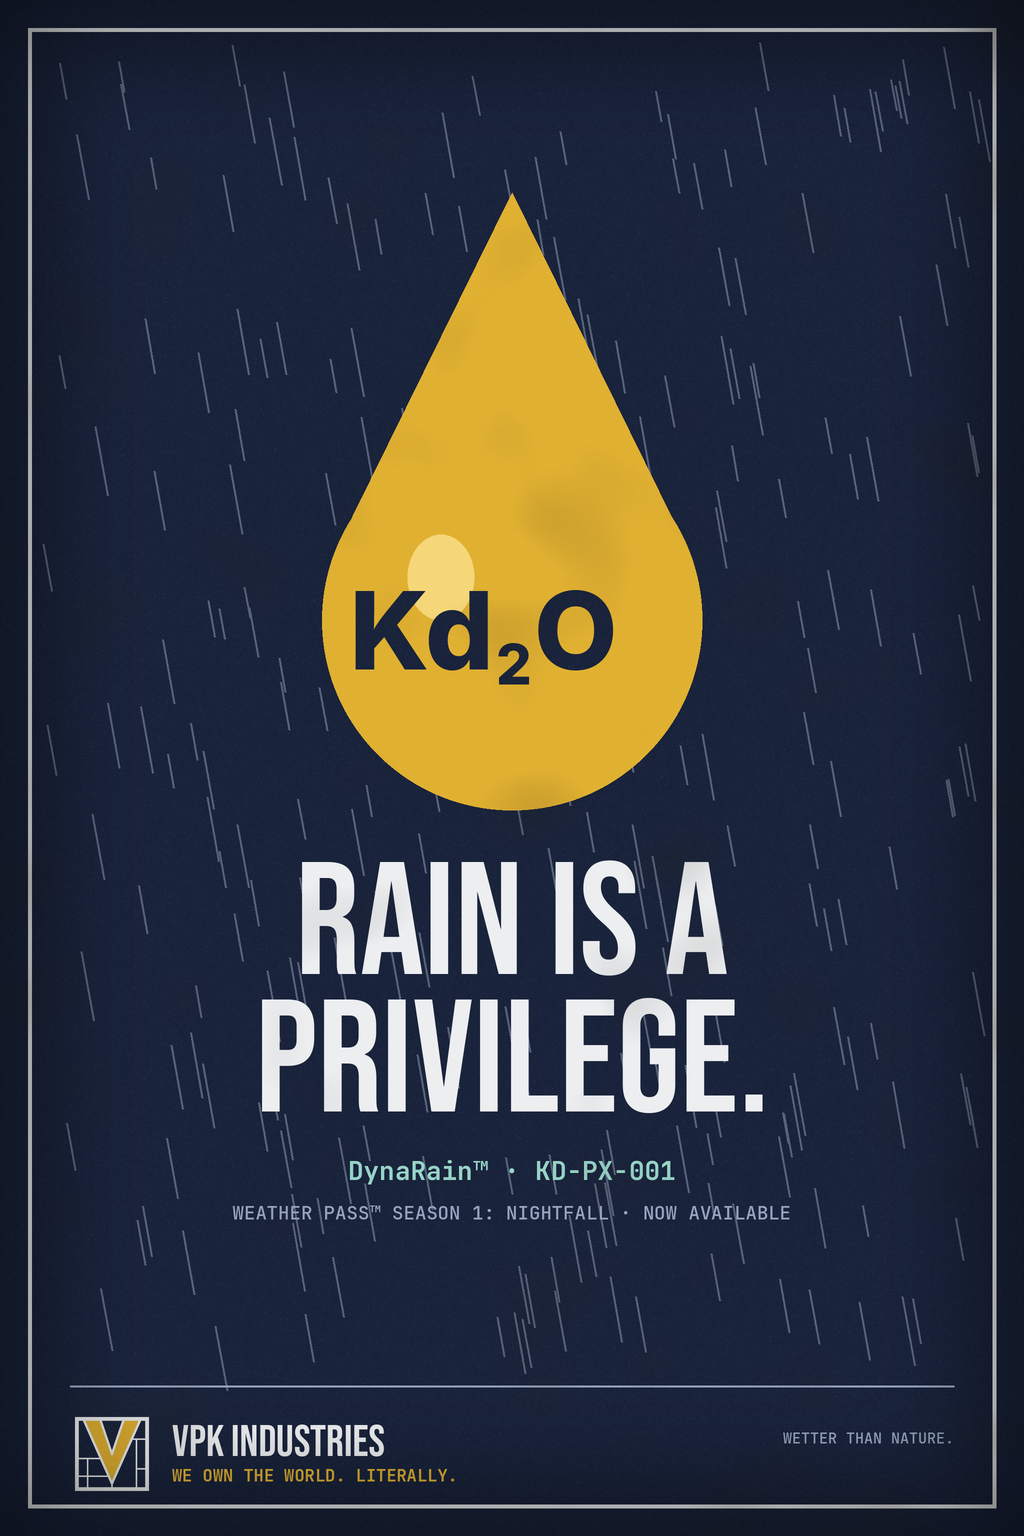 Kd₂O
RAIN IS A
PRIVILEGE.
DynaRain™ · KD-PX-001
WEATHER PASS™ SEASON 1: NIGHTFALL · NOW AVAILABLE
V
VPK INDUSTRIES
WE OWN THE WORLD. LITERALLY.
WETTER THAN NATURE.